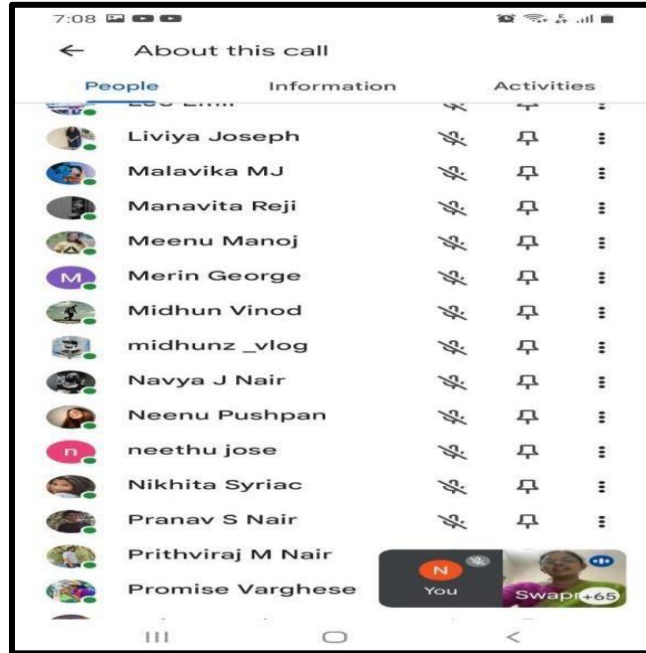 7:08
About this call
People Information Activities
Liviya Joseph
Malavika MJ
Manavita Reji
Meenu Manoj
M Merin George
Midhun Vinod
midhunz _vlog
Navya J Nair
Neenu Pushpan
n neethu jose
Nikhita Syriac
Pranav S Nair
Prithviraj M Nair
Promise Varghese
N
You
+65